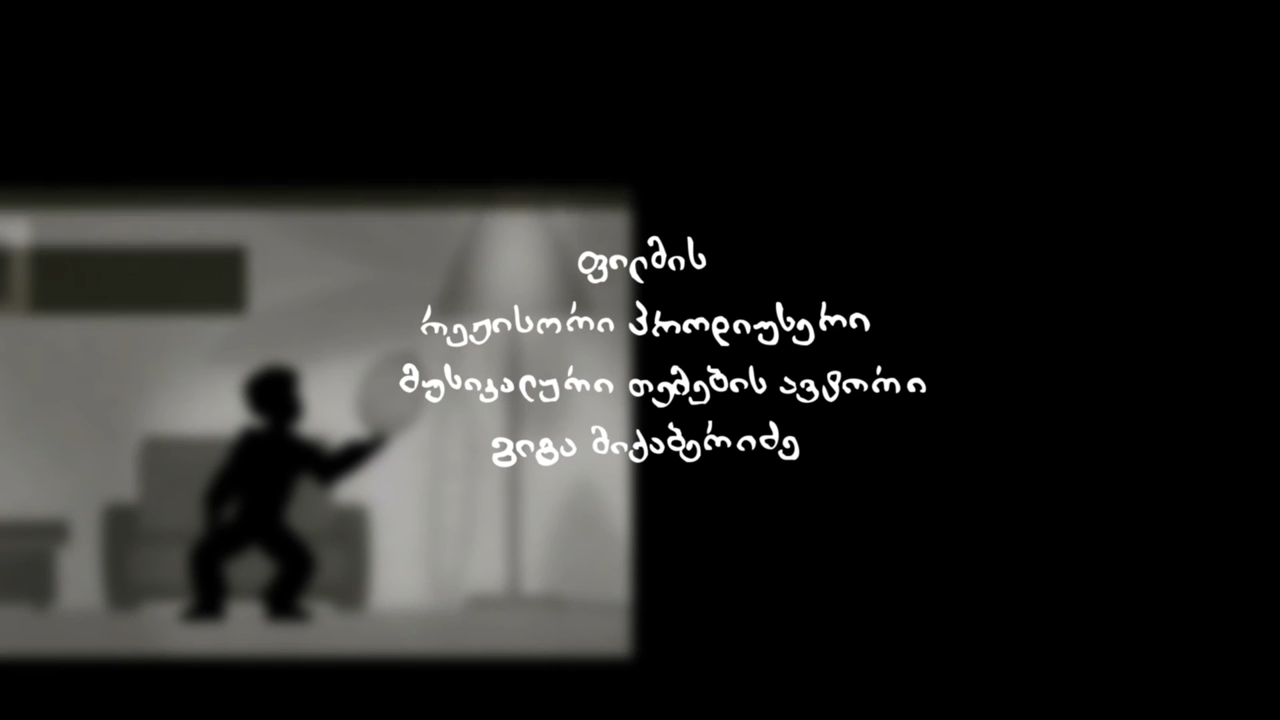 ფილმის
რეჟისორი პროდიუსერი
მუსიკალური თემების ავტორი
გიგა მიქაბერიძე